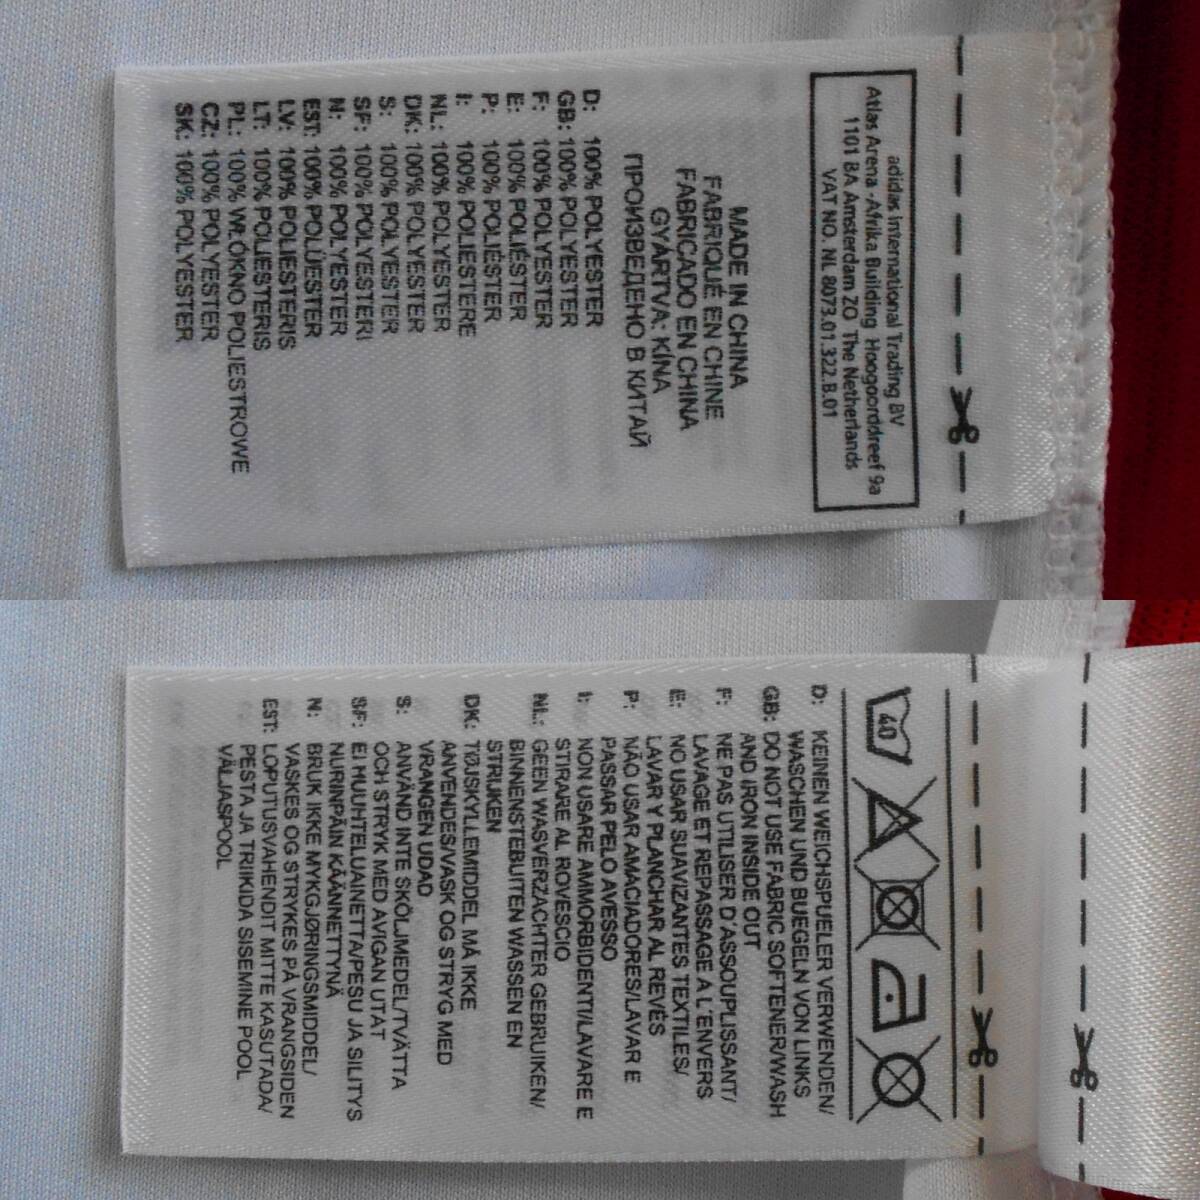 adidas International Trading BV
Atlas Arena - Afrika Building Hoogoorddreef 9a
1101 BA Amsterdam ZO The Netherlands
VAT NO. NL 8073.01.322.B.01
MADE IN CHINA
FABRIQUÉ EN CHINE
FABRICADO EN CHINA
GYÁRTVA: KÍNA
ПРОИЗВЕДЕНО В КИТАЙ
D: 100% POLYESTER
GB: 100% POLYESTER
F: 100% POLYESTER
E: 100% POLIÉSTER
P: 100% POLIÉSTER
I: 100% POLIESTERE
NL: 100% POLYESTER
DK: 100% POLYESTER
S: 100% POLYESTER
SF: 100% POLYESTERI
N: 100% POLYESTER
EST: 100% POLÜESTER
LV: 100% POLIESTERIS
LT: 100% POLIESTERIS
PL: 100% WŁÓKNO POLIESTROWE
CZ: 100% POLYESTER
SK: 100% POLYESTER
40
D: KEINEN WEICHSPUELER VERWENDEN/
WASCHEN UND BUEGELN VON LINKS
GB: DO NOT USE FABRIC SOFTENER/WASH
AND IRON INSIDE OUT
F: NE PAS UTILISER D'ASSOUPLISSANT/
LAVAGE ET REPASSAGE A L'ENVERS
E: NO USAR SUAVIZANTES TEXTILES/
LAVAR Y PLANCHAR AL REVÉS
P: NÃO USAR AMACIADORES/LAVAR E
PASSAR PELO AVESSO
I: NON USARE AMMORBIDENTI/LAVARE E
STIRARE AL ROVESCIO
NL: GEEN WASVERZACHTER GEBRUIKEN/
BINNENSTEBUITEN WASSEN EN
STRIJKEN
DK: TØJSKYLLEMIDDEL MÅ IKKE
ANVENDES/VASK OG STRYG MED
VRANGEN UDAD
S: ANVÄND INTE SKÖLJMEDEL/TVÄTTA
OCH STRYK MED AVIGAN UTÅT
SF: EI HUUHTELUAINETTA/PESU JA SILITYS
NURINPÄIN KÄÄNNETTYNÄ
N: BRUK IKKE MYKGJØRINGSMIDDEL/
VASKES OG STRYKES PÅ VRANGSIDEN
EST: LOPUTUSVAHENDIT MITTE KASUTADA/
PESTA JA TRIIKIDA SISEMINE POOL
VÄLJASPOOL